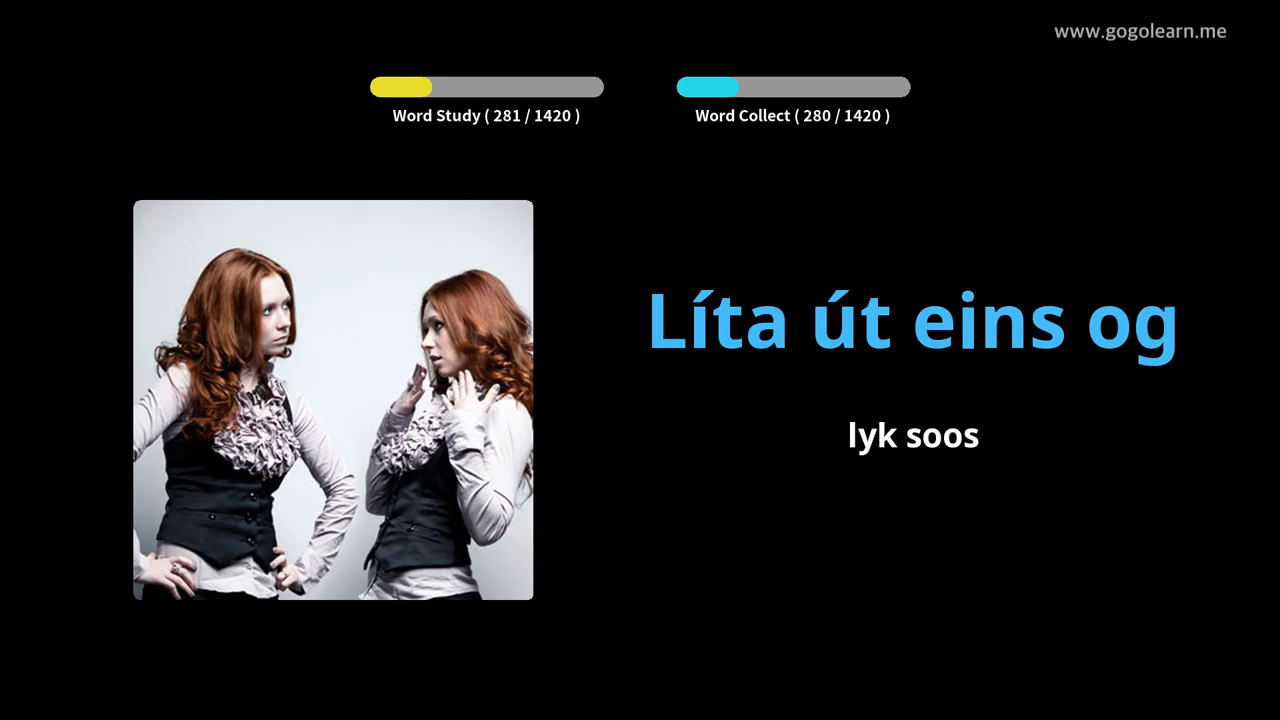 www.gogolearn.me
Word Study ( 281 / 1420 )
Word Collect ( 280 / 1420 )
Líta út eins og
lyk soos